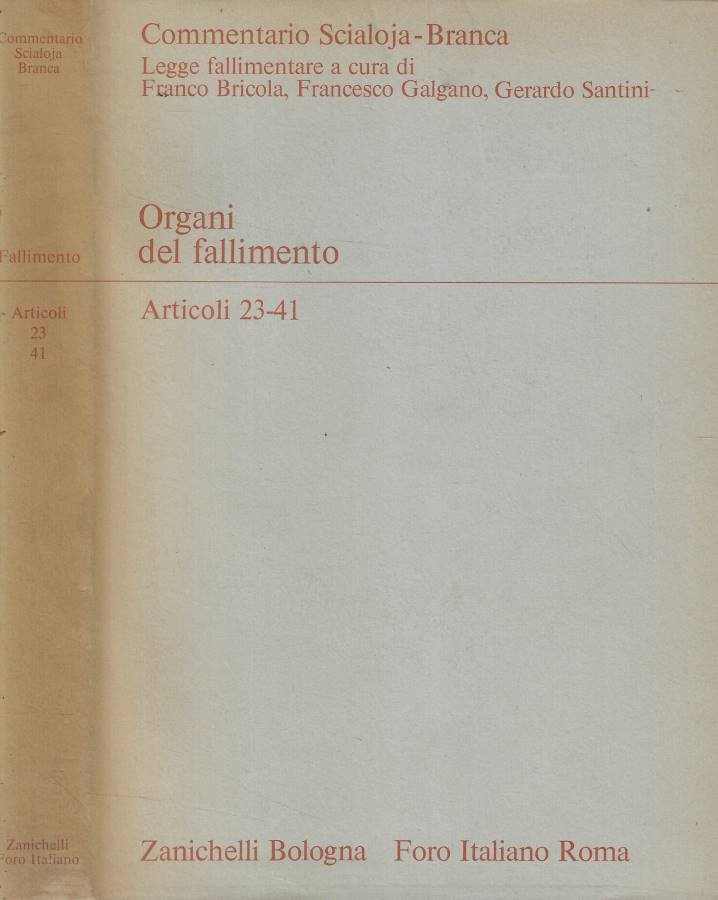 Commentario
Scialoja
Branca
Fallimento
Articoli
23
41
Zanichelli
Foro Italiano
Commentario Scialoja-Branca
Legge fallimentare a cura di
Franco Bricola, Francesco Galgano, Gerardo Santini
Organi
del fallimento
Articoli 23-41
Zanichelli Bologna Foro Italiano Roma